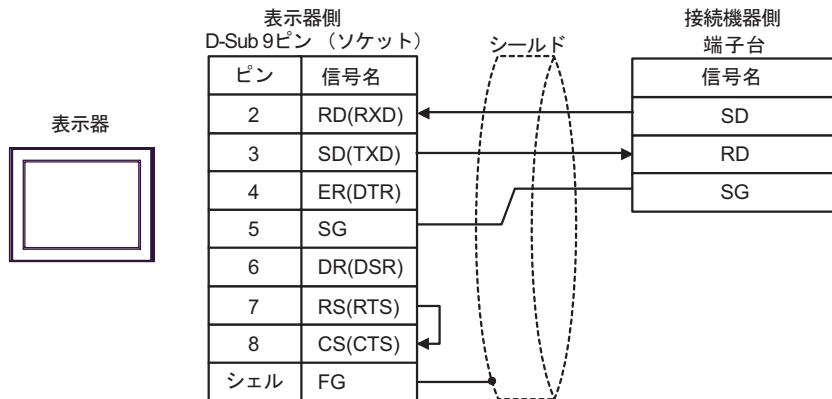 表示器側
D-Sub 9ピン （ソケット）
シールド
接続機器側
端子台
表示器
ピン 信号名
2 RD(RXD)
3 SD(TXD)
4 ER(DTR)
5 SG
6 DR(DSR)
7 RS(RTS)
8 CS(CTS)
シェル FG
信号名
SD
RD
SG